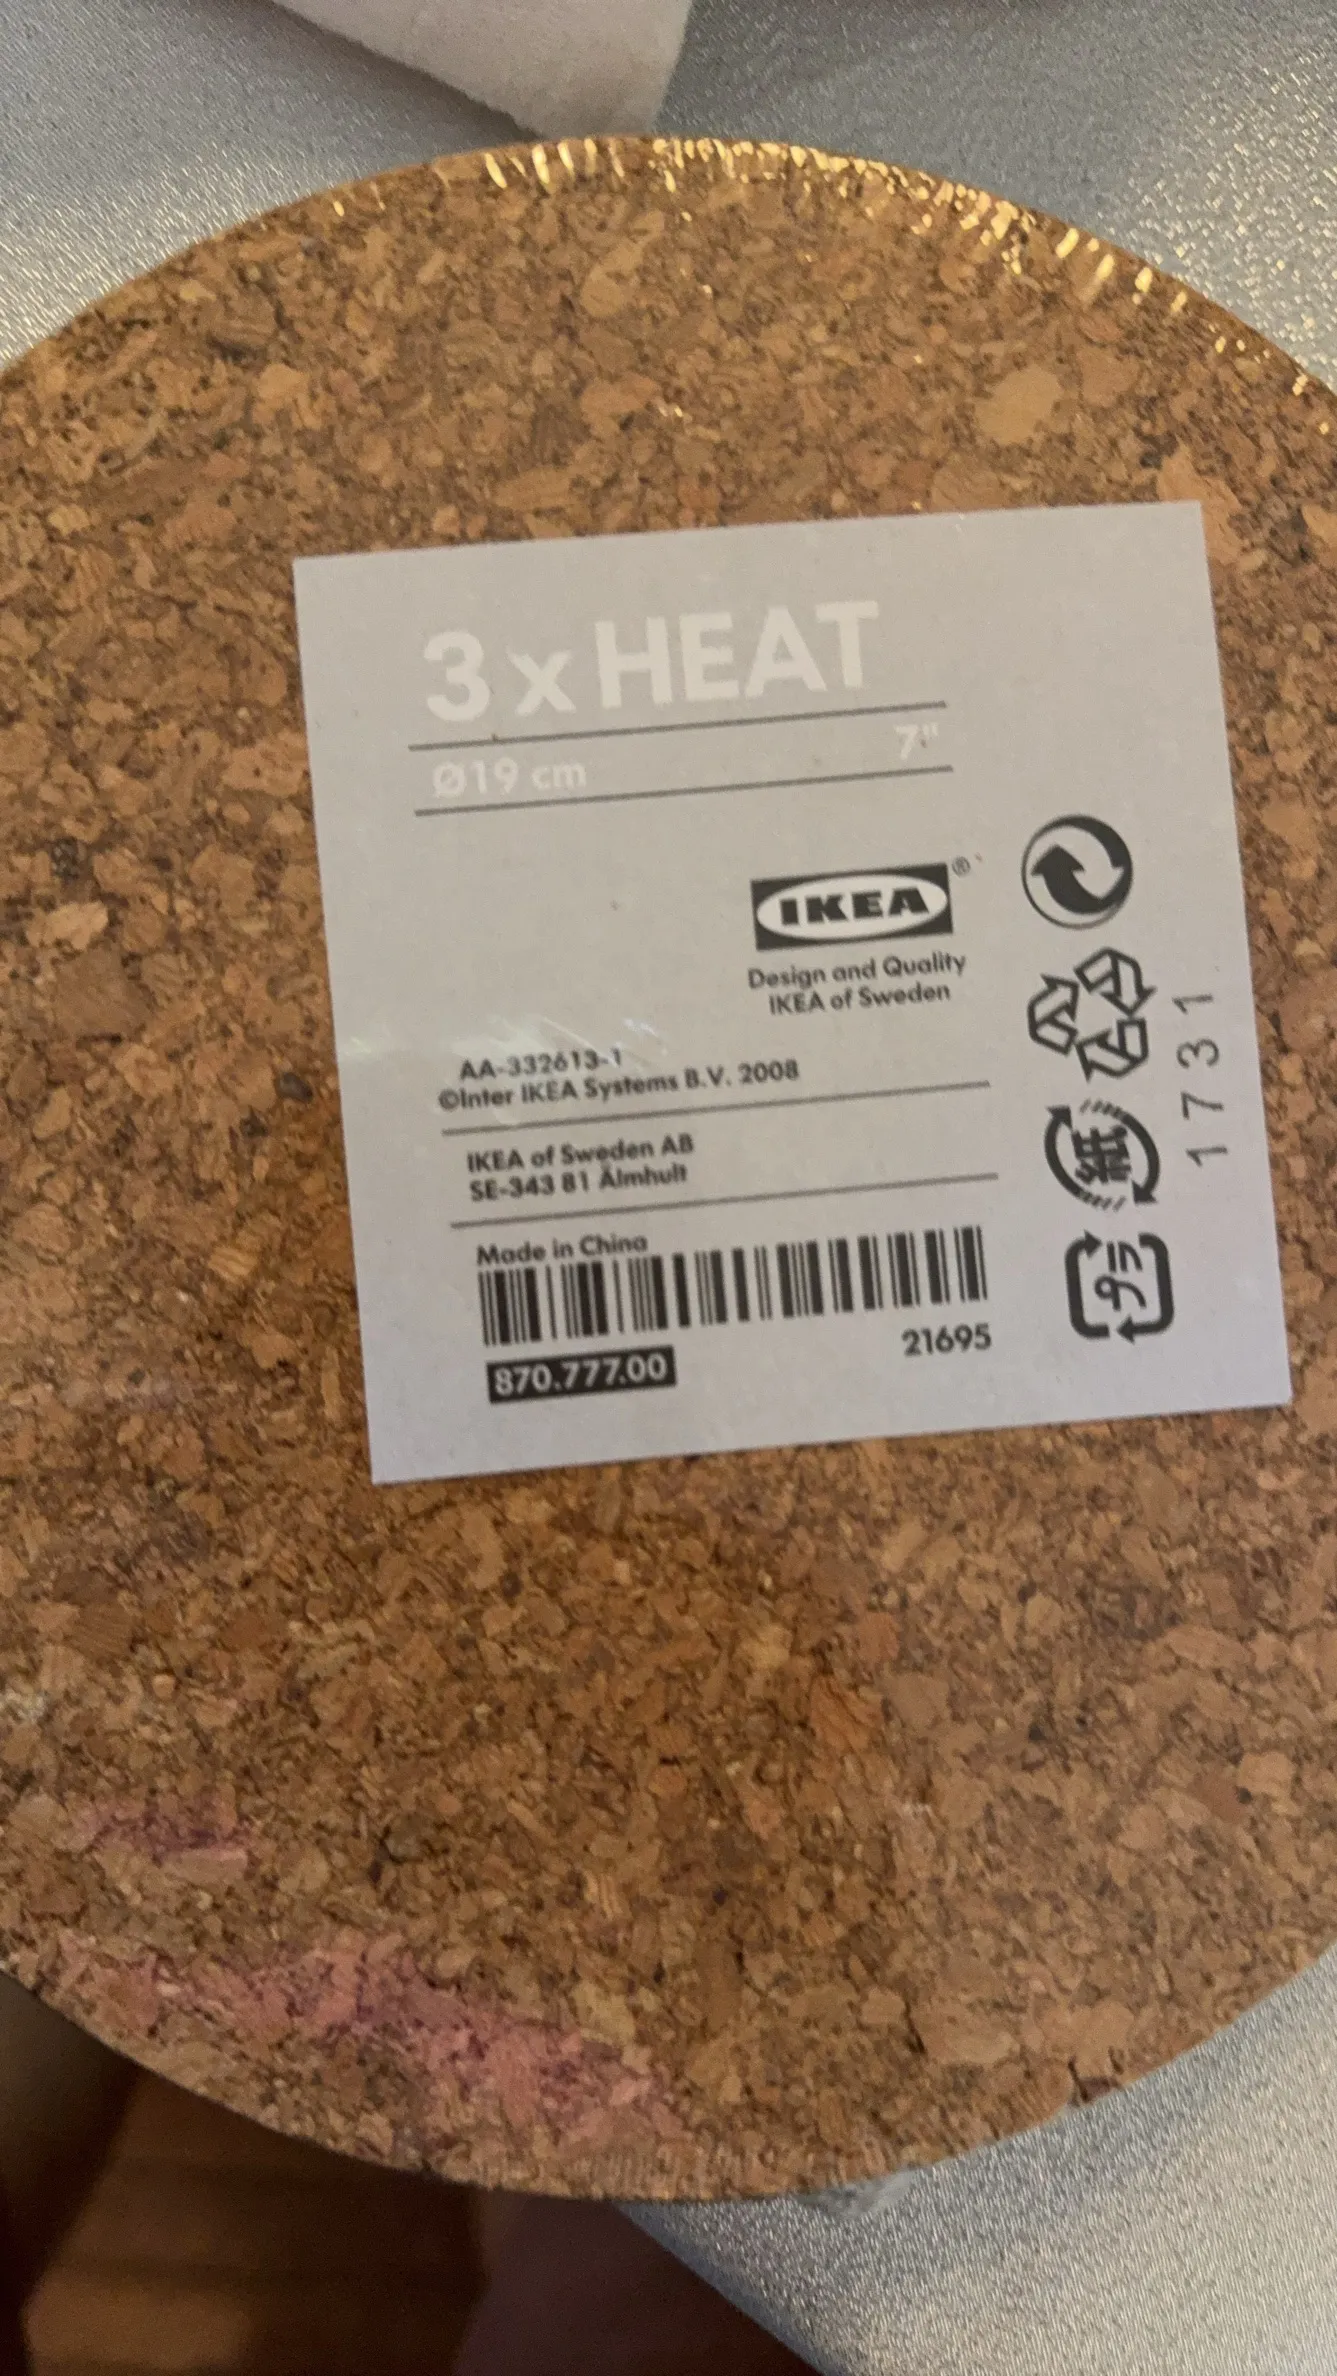 3 x HEAT
Ø19 cm 7"
IKEA®
Design and Quality
IKEA of Sweden
AA-332613-1
©Inter IKEA Systems B.V. 2008
IKEA of Sweden AB
SE-343 81 Älmhult
Made in China
870.777.00
21695
1731
紙
プラ